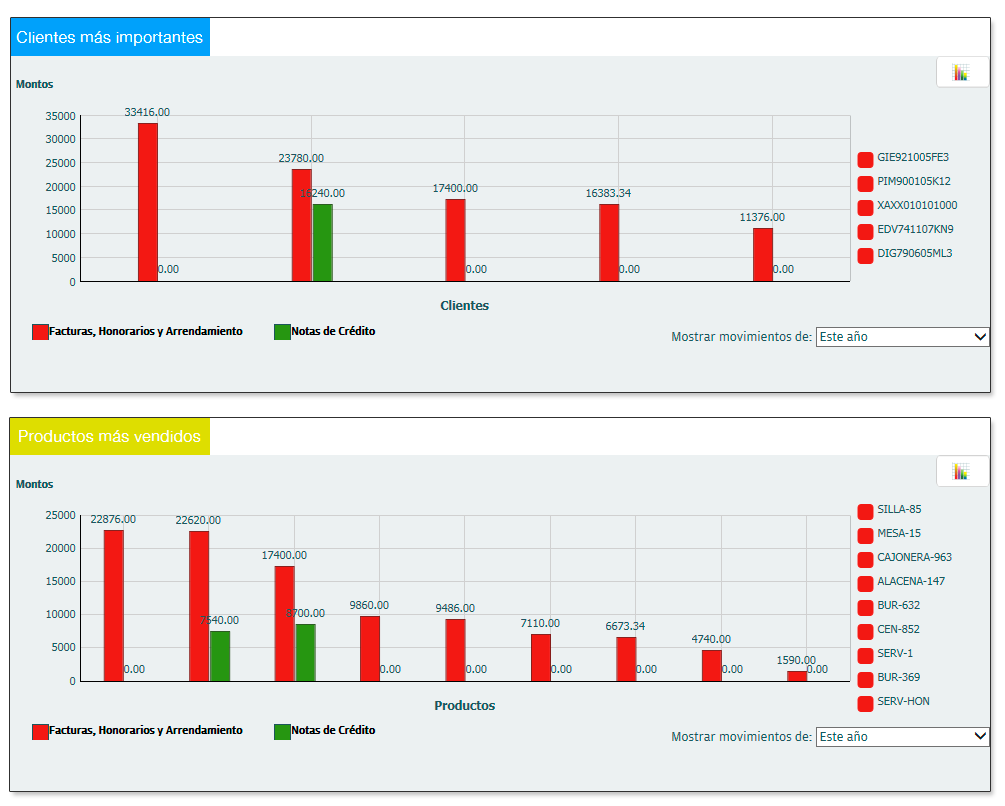 Clientes más importantes
Montos
35000
30000
25000
20000
15000
10000
5000
0
33416.00
0.00
23780.00
16240.00
17400.00
0.00
16383.34
0.00
11376.00
0.00
GIE921005FE3
PIM900105K12
XAXX010101000
EDV741107KN9
DIG790605ML3
Clientes
Facturas, Honorarios y Arrendamiento
Notas de Crédito
Mostrar movimientos de: Este año
Productos más vendidos
Montos
25000
20000
15000
10000
5000
0
22876.00
0.00
22620.00
7540.00
17400.00
8700.00
9860.00
0.00
9486.00
0.00
7110.00
0.00
6673.34
0.00
4740.00
0.00
1590.00
0.00
SILLA-85
MESA-15
CAJONERA-963
ALACENA-147
BUR-632
CEN-852
SERV-1
BUR-369
SERV-HON
Productos
Facturas, Honorarios y Arrendamiento
Notas de Crédito
Mostrar movimientos de: Este año